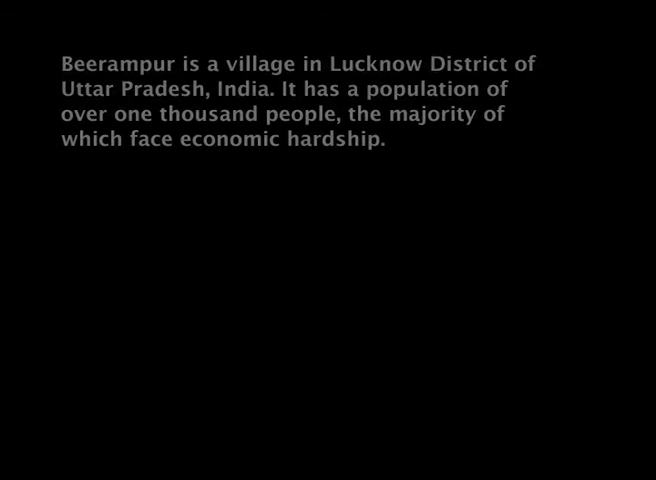 Beerampur is a village in Lucknow District of
Uttar Pradesh, India. It has a population of
over one thousand people, the majority of
which face economic hardship.